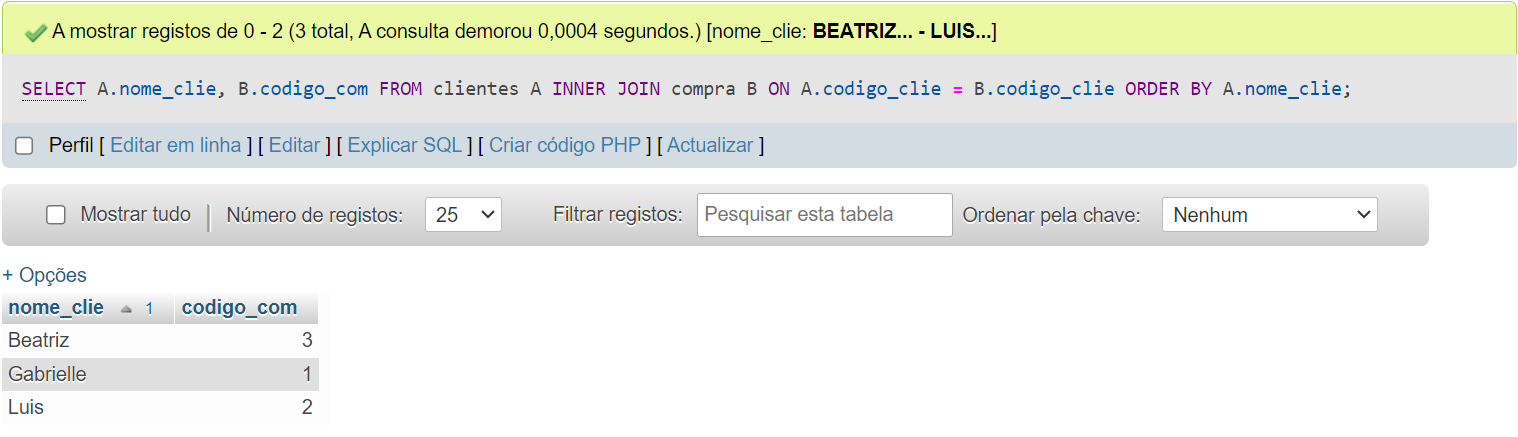 A mostrar registos de 0 - 2 (3 total, A consulta demorou 0,0004 segundos.) [nome_clie: BEATRIZ... - LUIS...]
SELECT A.nome_clie, B.codigo_com FROM clientes A INNER JOIN compra B ON A.codigo_clie = B.codigo_clie ORDER BY A.nome_clie;
Perfil [ Editar em linha ] [ Editar ] [ Explicar SQL ] [ Criar código PHP ] [ Actualizar ]
Mostrar tudo | Número de registos: 25 Filtrar registos: Pesquisar esta tabela Ordenar pela chave: Nenhum
+ Opções
nome_clie 1 codigo_com
Beatriz 3
Gabrielle 1
Luis 2